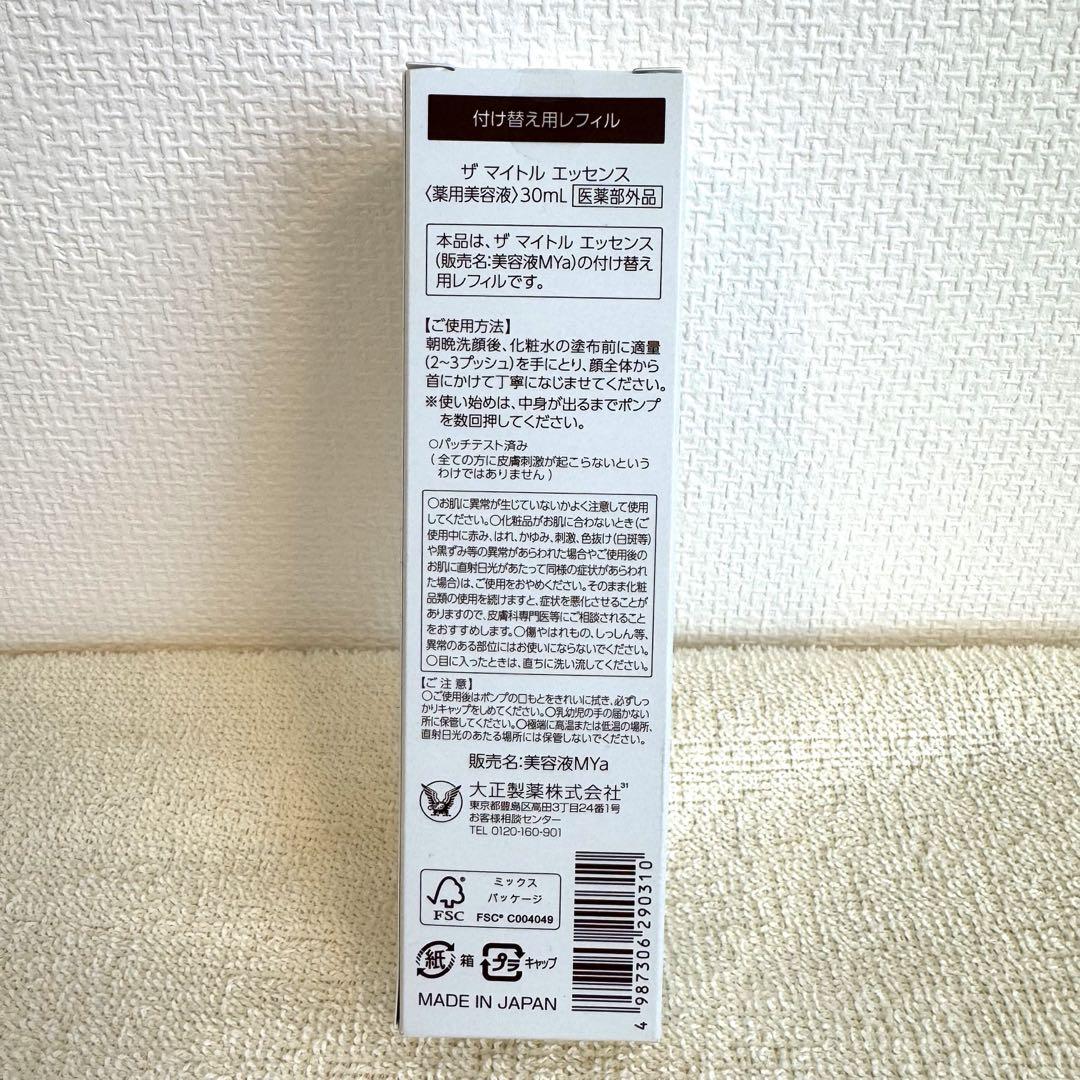 付け替え用レフィル
ザ マイトル エッセンス
〈薬用美容液〉30mL 医薬部外品
本品は、ザ マイトル エッセンス
(販売名:美容液MYa)の付け替え
用レフィルです。
【ご使用方法】
朝晩洗顔後、化粧水の塗布前に適量
(2〜3プッシュ)を手にとり、顔全体から
首にかけて丁寧になじませてください。
※使い始めは、中身が出るまでポンプ
を数回押してください。
○パッチテスト済み
(全ての方に皮膚刺激が起こらないという
わけではありません)
○お肌に異常が生じていないかよく注意して使用
してください。○化粧品がお肌に合わないとき(ご
使用中に赤み、はれ、かゆみ、刺激、色抜け(白斑等)
や黒ずみ等の異常があらわれた場合やご使用後の
お肌に直射日光があたって同様の症状があらわれ
た場合)は、ご使用をおやめください。そのまま化粧
品類の使用を続けますと、症状を悪化させることが
ありますので、皮膚科専門医等にご相談されること
をおすすめします。○傷やはれもの、しっしん等、
異常のある部位にはお使いにならないでください。
○目に入ったときは、直ちに洗い流してください。
【ご注意】
○ご使用後はポンプの口もとをきれいに拭き、必ずしっ
かりキャップをしめてください。○乳幼児の手の届かない
所に保管してください。○極端に高温または低温の場所、
直射日光のあたる場所には保管しないでください。
販売名:美容液MYa
大正製薬株式会社31
東京都豊島区高田3丁目24番1号
お客様相談センター
TEL 0120-160-901
ミックス
パッケージ
FSC
FSC® C004049
紙 箱 プラ キャップ
MADE IN JAPAN
4 987306 290310